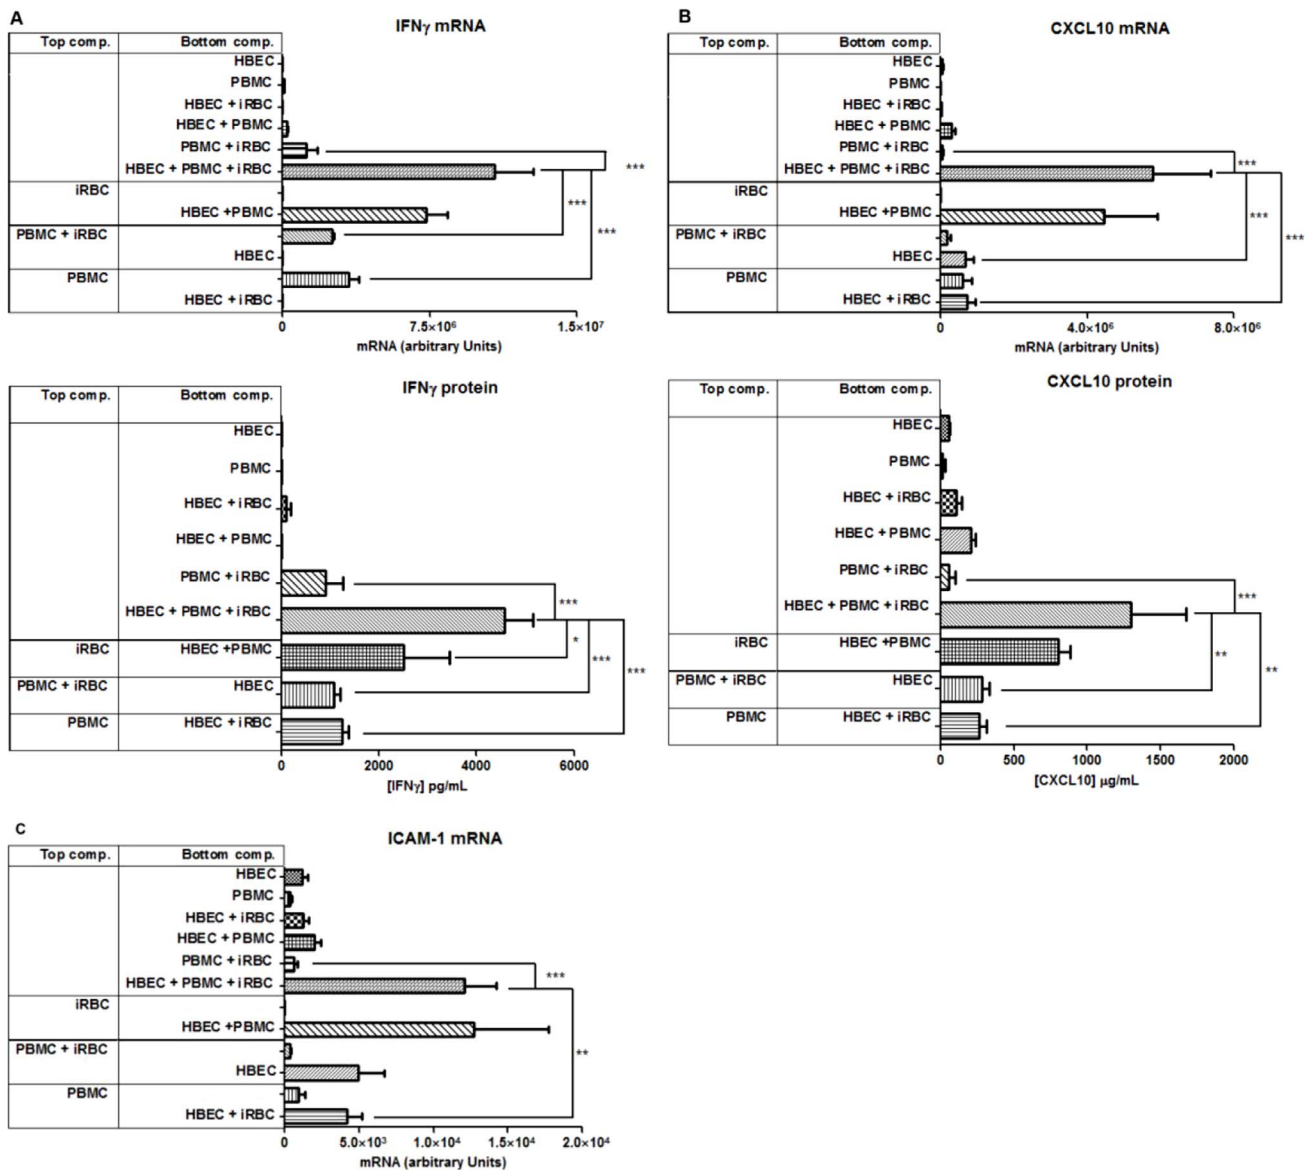 A
IFNγ mRNA
Top comp. Bottom comp.
HBEC
PBMC
HBEC + iRBC
HBEC + PBMC
PBMC + iRBC
HBEC + PBMC + iRBC
iRBC
HBEC +PBMC
PBMC + iRBC
HBEC
PBMC
HBEC + iRBC
***
***
***
0 7.5×10⁶ 1.5×10⁷
mRNA (arbitrary Units)
B
CXCL10 mRNA
Top comp. Bottom comp.
HBEC
PBMC
HBEC + iRBC
HBEC + PBMC
PBMC + iRBC
HBEC + PBMC + iRBC
iRBC
HBEC +PBMC
PBMC + iRBC
HBEC
PBMC
HBEC + iRBC
***
***
***
0 4.0×10⁶ 8.0×10⁶
mRNA (arbitrary Units)
IFNγ protein
Top comp. Bottom comp.
HBEC
PBMC
HBEC + iRBC
HBEC + PBMC
PBMC + iRBC
HBEC + PBMC + iRBC
iRBC HBEC +PBMC
PBMC + iRBC HBEC
PBMC HBEC + iRBC
***
*
***
***
0 2000 4000 6000
[IFNγ] pg/mL
CXCL10 protein
Top comp. Bottom comp.
HBEC
PBMC
HBEC + iRBC
HBEC + PBMC
PBMC + iRBC
HBEC + PBMC + iRBC
iRBC HBEC +PBMC
PBMC + iRBC HBEC
PBMC HBEC + iRBC
***
**
**
0 500 1000 1500 2000
[CXCL10] µg/mL
C
ICAM-1 mRNA
Top comp. Bottom comp.
HBEC
PBMC
HBEC + iRBC
HBEC + PBMC
PBMC + iRBC
HBEC + PBMC + iRBC
iRBC
HBEC +PBMC
PBMC + iRBC
HBEC
PBMC
HBEC + iRBC
***
**
0 5.0×10³ 1.0×10⁴ 1.5×10⁴ 2.0×10⁴
mRNA (arbitrary Units)